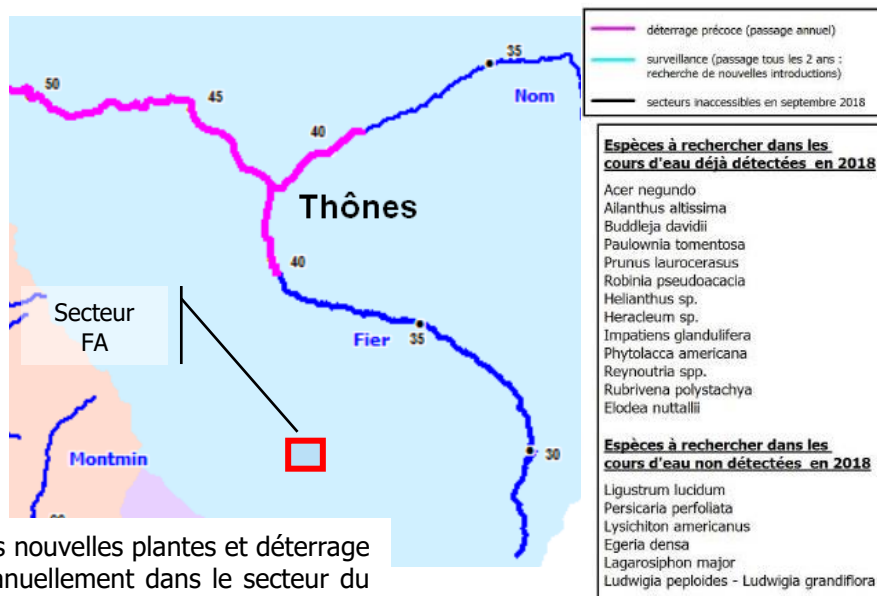 50
45
40
35
Nom
Thônes
40
Secteur
FA
Fier
35
Montmin
30
s nouvelles plantes et déterrage
nnuellement dans le secteur du
déterrage précoce (passage annuel)
surveillance (passage tous les 2 ans :
recherche de nouvelles introductions)
secteurs inaccessibles en septembre 2018
Espèces à rechercher dans les
cours d'eau déjà détectées en 2018
Acer negundo
Ailanthus altissima
Buddleja davidii
Paulownia tomentosa
Prunus laurocerasus
Robinia pseudoacacia
Helianthus sp.
Heracleum sp.
Impatiens glandulifera
Phytolacca americana
Reynoutria spp.
Rubrivena polystachya
Elodea nuttallii
Espèces à rechercher dans les
cours d'eau non détectées en 2018
Ligustrum lucidum
Persicaria perfoliata
Lysichiton americanus
Egeria densa
Lagarosiphon major
Ludwigia peploides - Ludwigia grandiflora